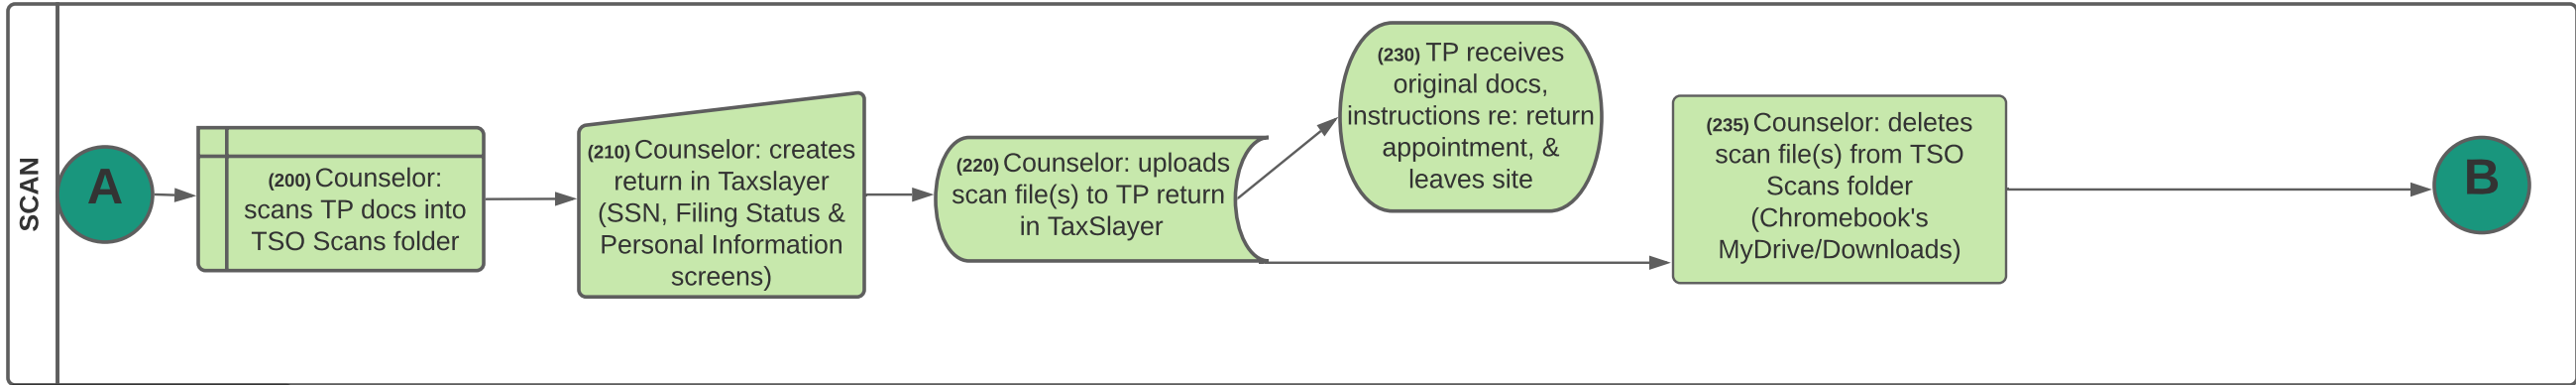 SCAN
A
(200) Counselor:
scans TP docs into
TSO Scans folder
(210) Counselor: creates
return in Taxslayer
(SSN, Filing Status &
Personal Information
screens)
(220) Counselor: uploads
scan file(s) to TP return
in TaxSlayer
(230) TP receives
original docs,
instructions re: return
appointment, &
leaves site
(235) Counselor: deletes
scan file(s) from TSO
Scans folder
(Chromebook's
MyDrive/Downloads)
B